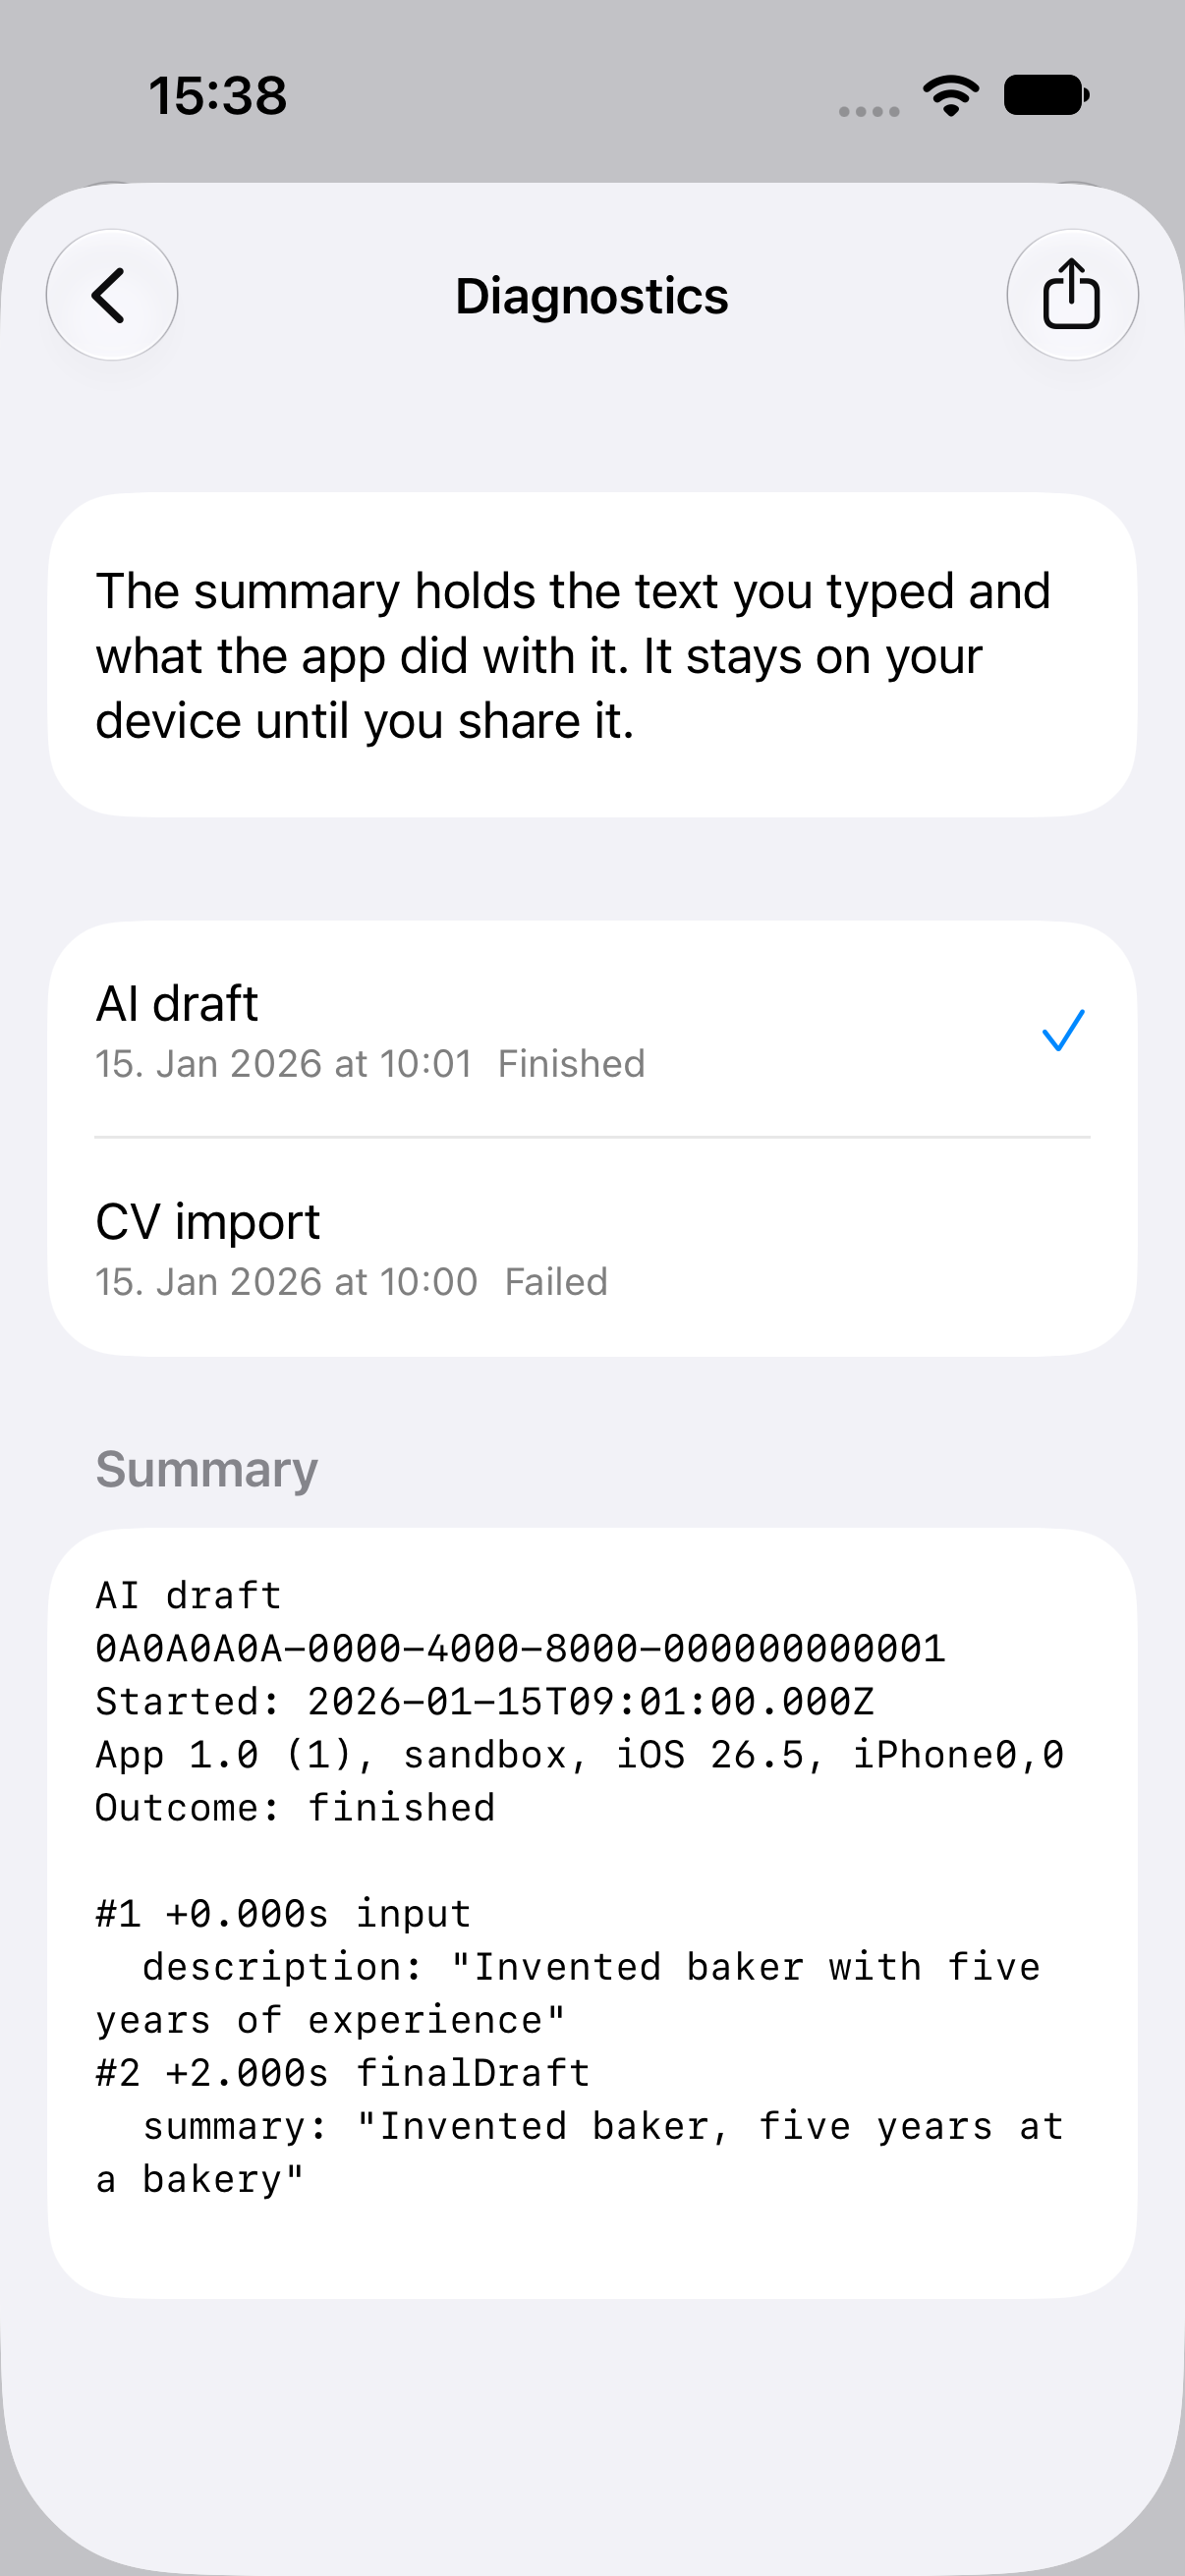 15:38
Diagnostics
The summary holds the text you typed and
what the app did with it. It stays on your
device until you share it.
AI draft
15. Jan 2026 at 10:01 Finished
CV import
15. Jan 2026 at 10:00 Failed
Summary
AI draft
0A0A0A0A-0000-4000-8000-000000000001
Started: 2026-01-15T09:01:00.000Z
App 1.0 (1), sandbox, iOS 26.5, iPhone0,0
Outcome: finished
#1 +0.000s input
description: "Invented baker with five
years of experience"
#2 +2.000s finalDraft
summary: "Invented baker, five years at
a bakery"